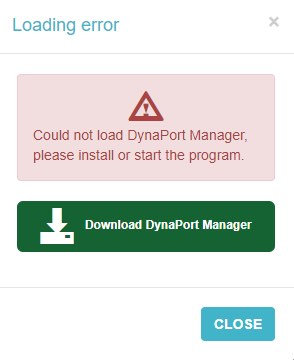 Loading error
×
Could not load DynaPort Manager,
please install or start the program.
Download DynaPort Manager
CLOSE